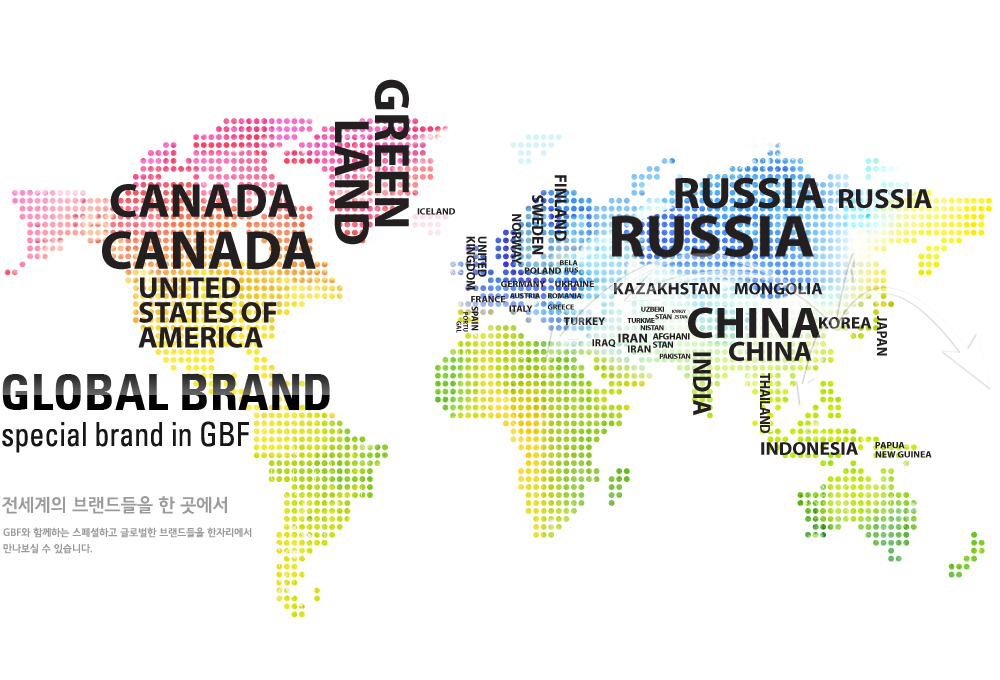 GREEN
LAND
CANADA
CANADA
UNITED
STATES OF
AMERICA
ICELAND
FINLAND
SWEDEN
NORWAY
UNITED
KINGDOM
BELA
RUS
POLAND
GERMANY
UKRAINE
FRANCE
AUSTRIA
ROMANIA
ITALY
GREECE
SPAIN
PORTU
GAL
TURKEY
RUSSIA
RUSSIA
RUSSIA
KAZAKHSTAN
MONGOLIA
UZBEKI
STAN
KYRGY
ZSTAN
TURKME
NISTAN
IRAQ
IRAN
IRAN
AFGHANI
STAN
PAKISTAN
CHINA
CHINA
KOREA
JAPAN
INDIA
THAILAND
INDONESIA
PAPUA
NEW GUINEA
GLOBAL BRAND
special brand in GBF
전세계의 브랜드들을 한 곳에서
GBF와 함께하는 스페셜하고 글로벌한 브랜드들을 한자리에서
만나보실 수 있습니다.